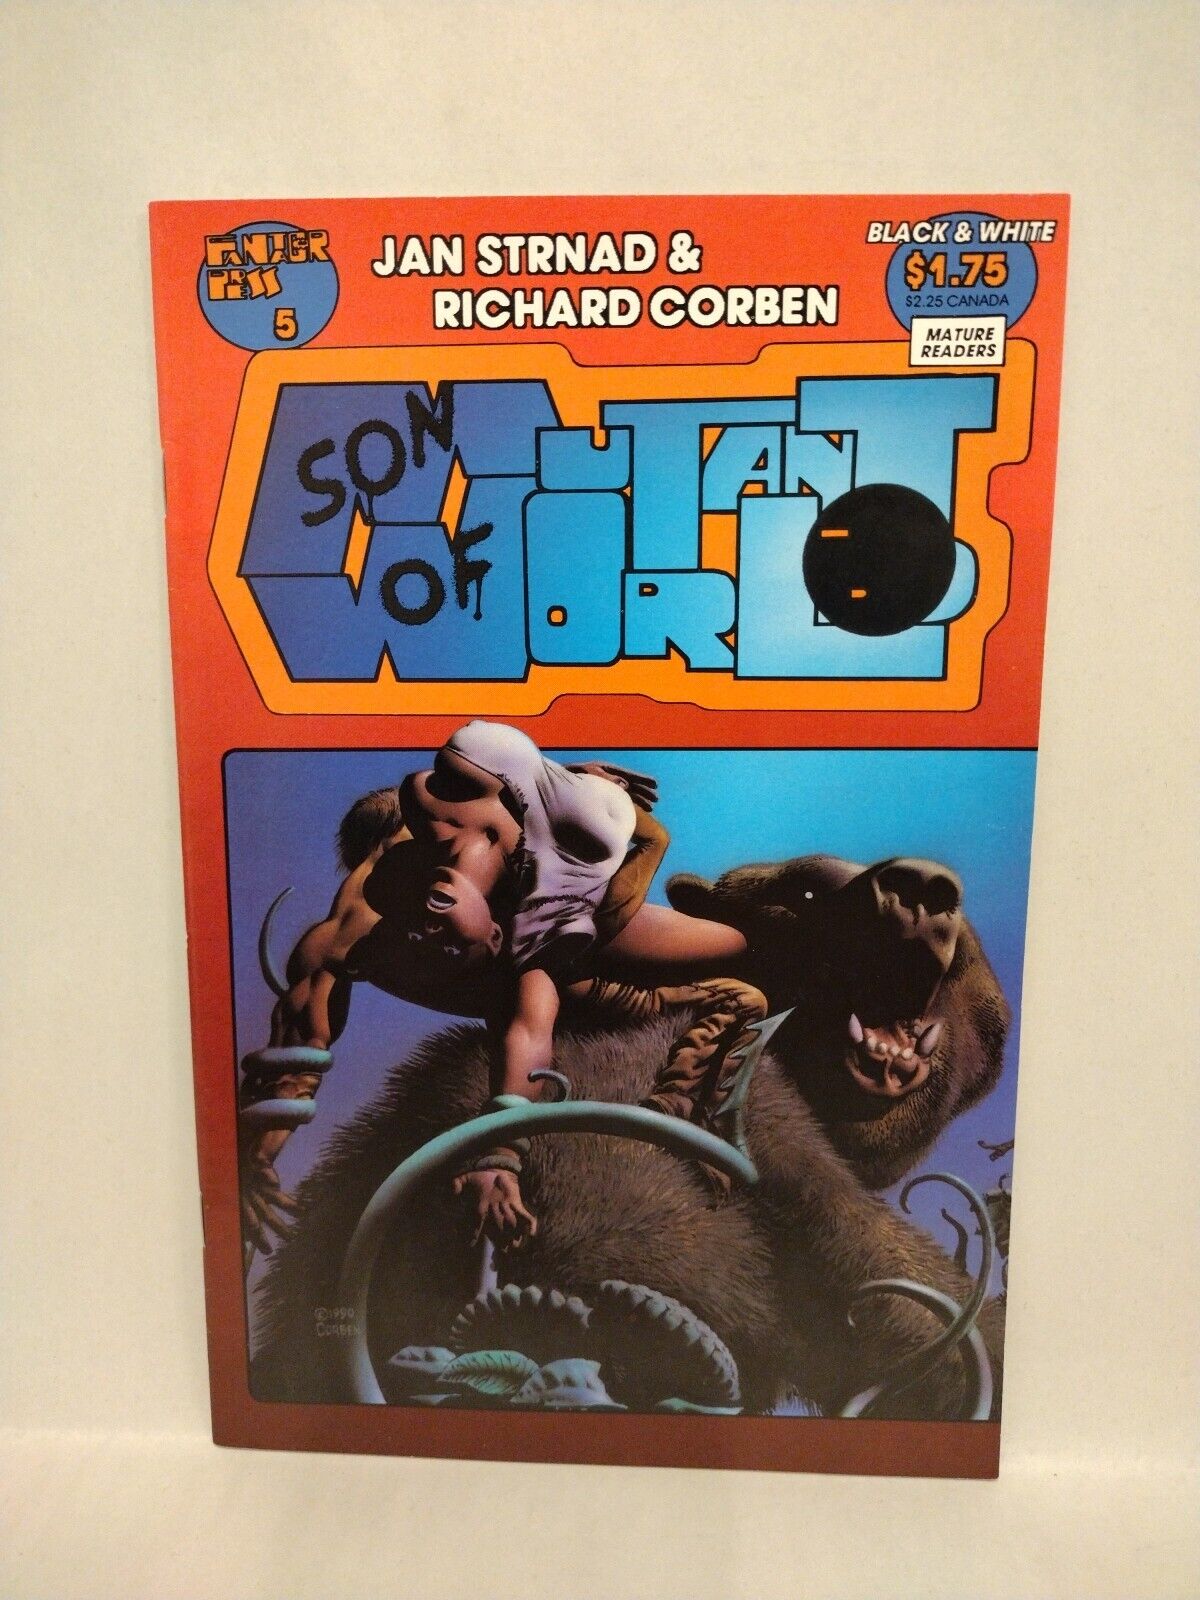 FANTAGOR
PRESS
5
JAN STRNAD &
RICHARD CORBEN
BLACK & WHITE
$1.75
$2.25 CANADA
MATURE
READERS
SON
OF
MUTANT
WORLD
©1990
CORBEN